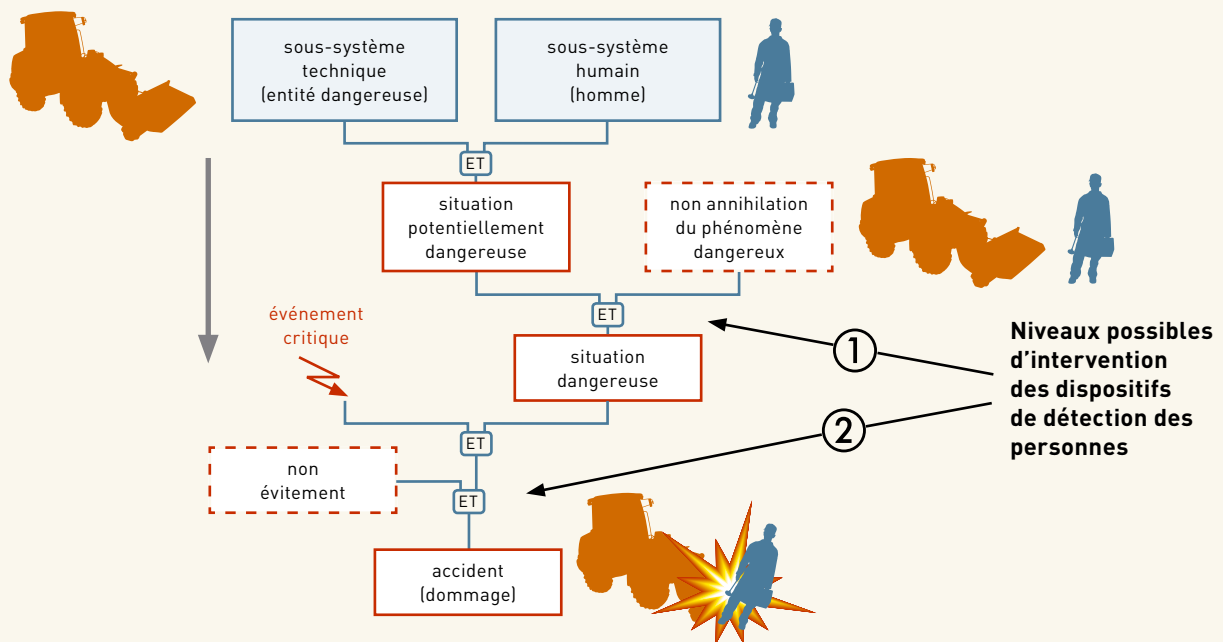 sous-système
technique
(entité dangereuse)
sous-système
humain
(homme)
ET
situation
potentiellement
dangereuse
non annihilation
du phénomène
dangereux
ET
événement
critique
situation
dangereuse
1
Niveaux possibles
d'intervention
des dispositifs
de détection des
personnes
2
ET
non
évitement
ET
accident
(dommage)